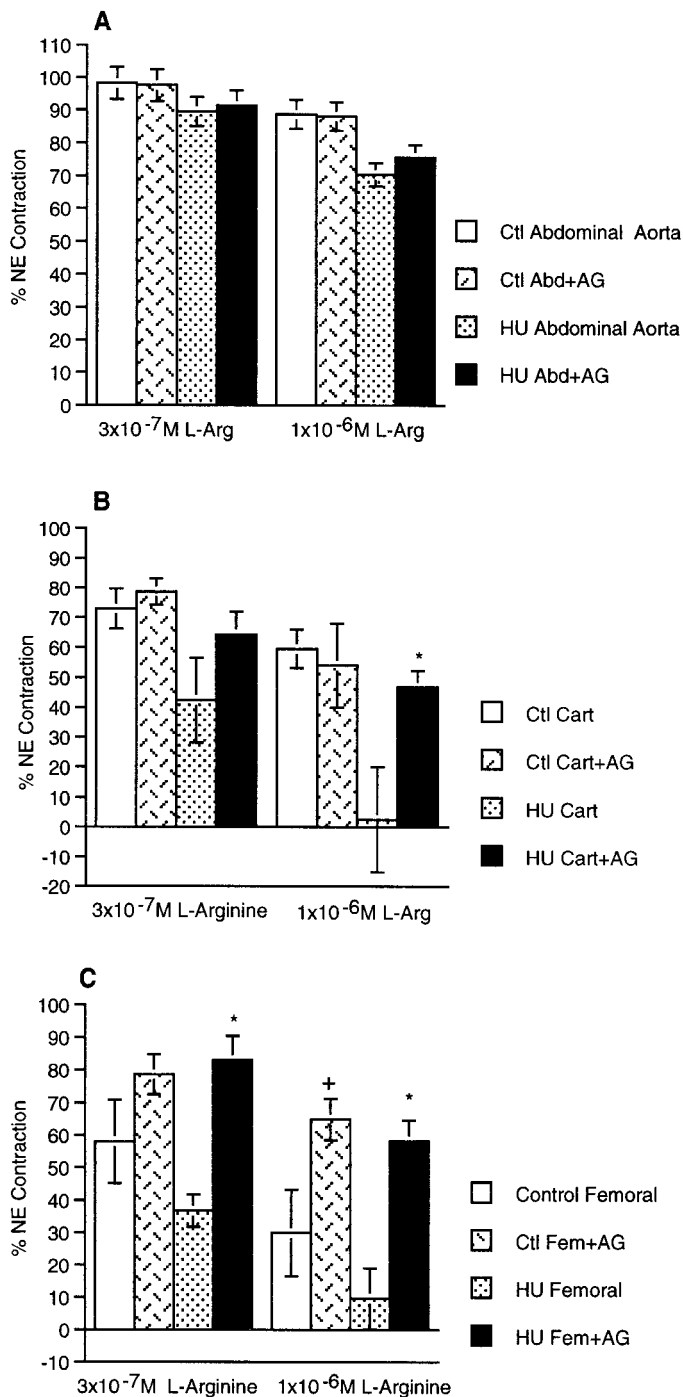 A
% NE Contraction
110
100
90
80
70
60
50
40
30
20
10
0
3x10⁻⁷M L-Arg
1x10⁻⁶M L-Arg
Ctl Abdominal Aorta
Ctl Abd+AG
HU Abdominal Aorta
HU Abd+AG
B
% NE Contraction
100
90
80
70
60
50
40
30
20
10
0
-10
-20
*
3x10⁻⁷M L-Arginine
1x10⁻⁶M L-Arg
Ctl Cart
Ctl Cart+AG
HU Cart
HU Cart+AG
C
% NE Contraction
100
90
80
70
60
50
40
30
20
10
0
-10
*
+
*
3x10⁻⁷M L-Arginine
1x10⁻⁶M L-Arginine
Control Femoral
Ctl Fem+AG
HU Femoral
HU Fem+AG